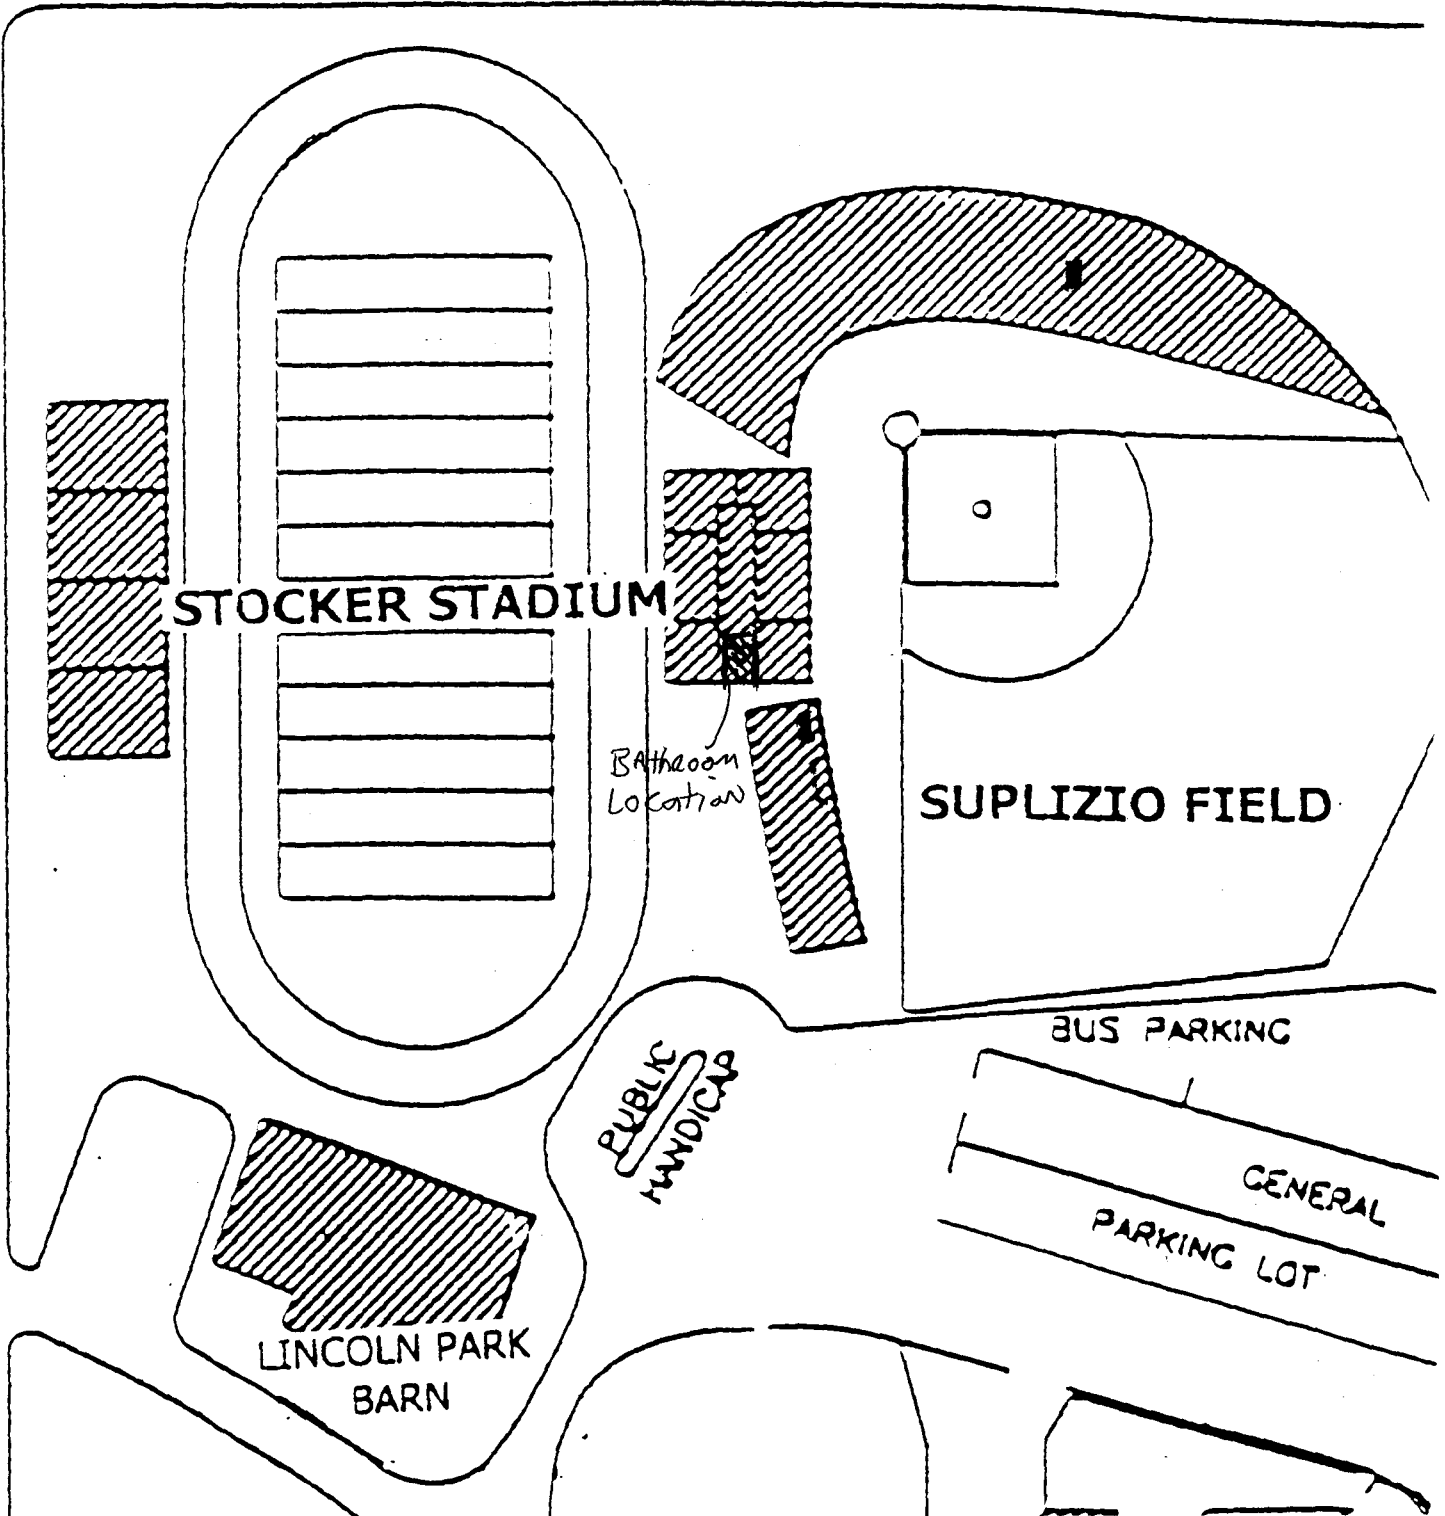 STOCKER STADIUM
BAthroom
Location
SUPLIZIO FIELD
BUS PARKING
PUBLIC
HANDICAP
GENERAL
PARKING LOT
LINCOLN PARK
BARN